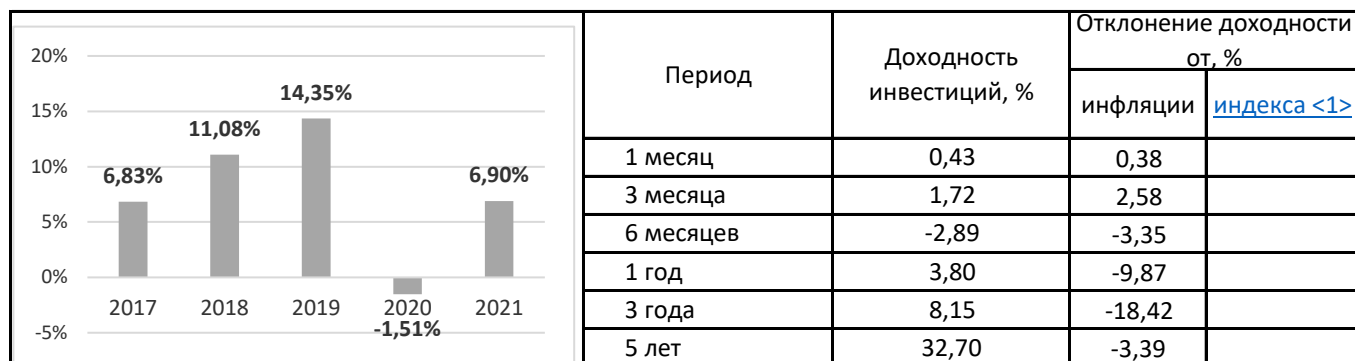 20%
15%
10%
5%
0%
-5%
6,83%
11,08%
14,35%
-1,51%
6,90%
2017 2018 2019 2020 2021
Период
Доходность
инвестиций, %
Отклонение доходности
от, %
инфляции индекса <1>
1 месяц 0,43 0,38
3 месяца 1,72 2,58
6 месяцев -2,89 -3,35
1 год 3,80 -9,87
3 года 8,15 -18,42
5 лет 32,70 -3,39